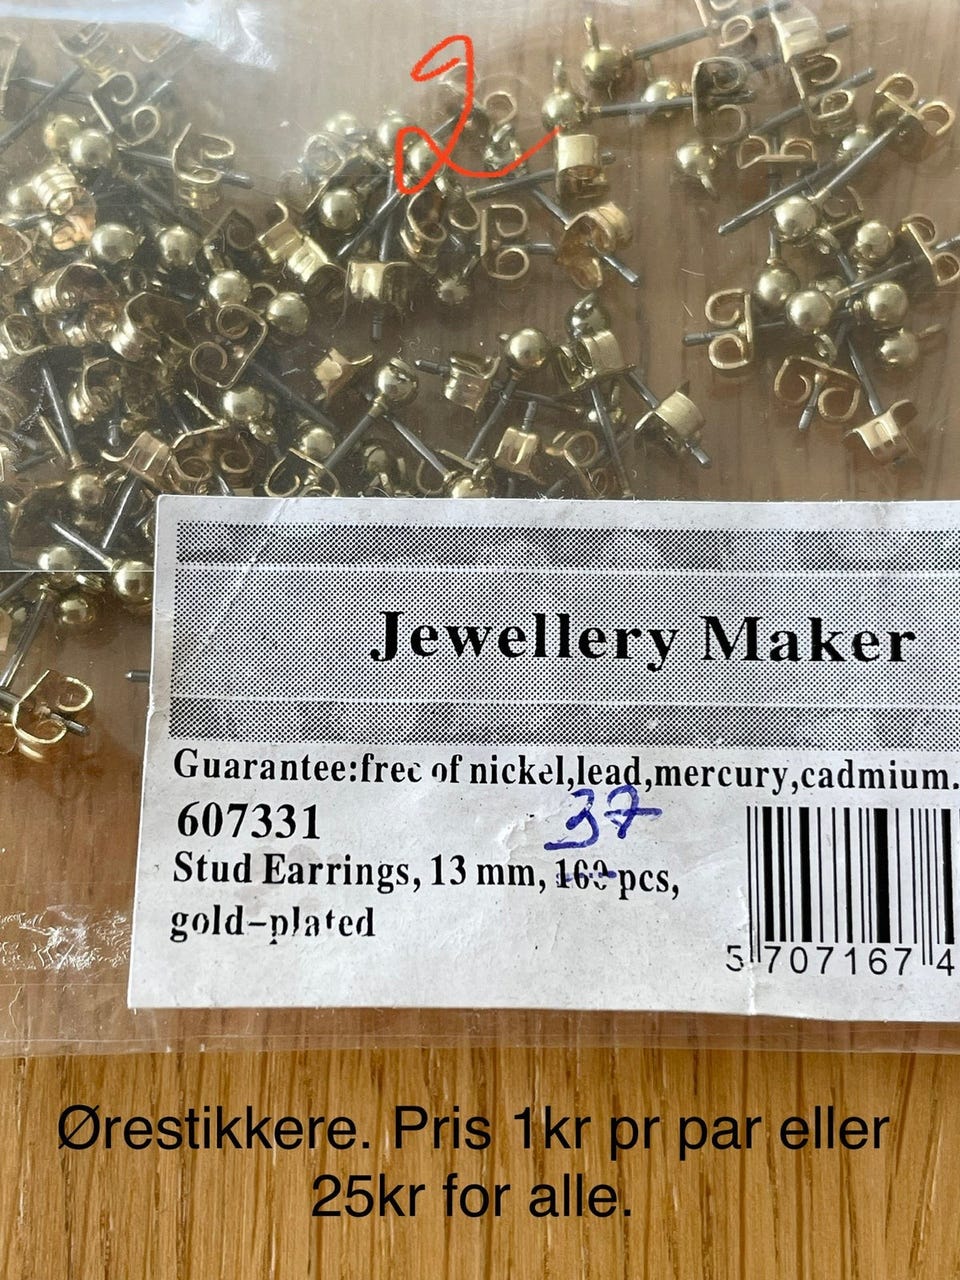 2
Jewellery Maker
Guarantee:free of nickel,lead,mercury,cadmium.
607331
37
Stud Earrings, 13 mm, 160 pcs,
gold-plated
5 707167 4
Ørestikkere. Pris 1kr pr par eller
25kr for alle.